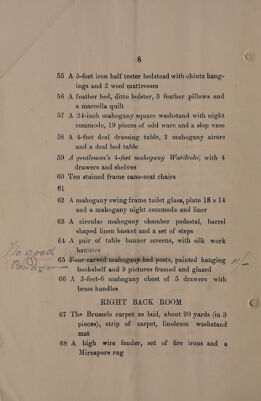 8
55 A 5-feet iron half tester bedstead with chintz hang-
ings and 2 wool mattresses
56 A feather bed, ditto bolster, 3 feather pillows and
a marcella quilt
57 A 24-inch mahogany square washstand with night
commode, 19 pieces of odd ware and a slop vase
58 A 4-feet deal dressing table, 2 mahogany airers
and a deal bed table
59 A gentleman's 4-feet mahogany Wardrobe, with 4
drawers and shelves
60 Ten stained frame cane-seat chairs
61
62 A mahogany swing frame toilet glass, plate 18 × 14
and a mahogany night commode and liner
63 A circular mahogany chamber pedestal, barrel
shaped linen basket and a set of steps
64 A pair of table banner screens, with silk work
banners
No good
65 Four carved mahogany bed posts, painted hanging
bookshelf and 9 pictures framed and glazed
66 A 3-feet-6 mahogany chest of 5 drawers with
brass handles
RIGHT BACK ROOM
67 The Brussels carpet as laid, about 20 yards (in 3
pieces), strip of carpet, linoleum washstand
mat
68 A high wire fender, set of fire irons and a
Mirzapore rug